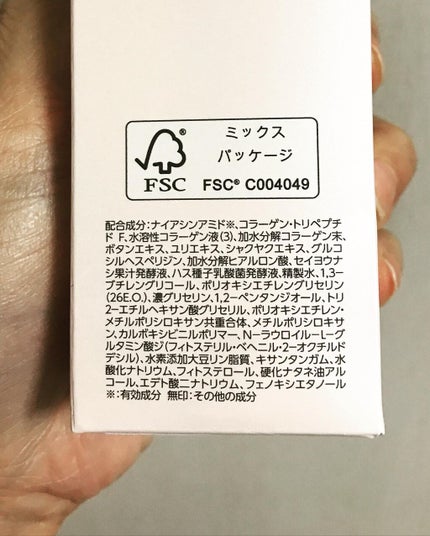 ミックス
パッケージ
FSC® C004049
®
FSC
配合成分:ナイアシンアミド※、コラーゲン・トリペプチ
ド F、水溶性コラーゲン液(3)、加水分解コラーゲン末、
ボタンエキス、ユリエキス、シャクヤクエキス、グルコ
シルヘスペリジン、加水分解ヒアルロン酸、セイヨウナ
シ果汁発酵液、ハス種子乳酸菌発酵液、精製水、1,3-
ブチレングリコール、ポリオキシエチレングリセリン
(26E.O.)、濃グリセリン、1,2-ペンタンジオール、トリ
2-エチルヘキサン酸グリセリル、ポリオキシエチレン・
メチルポリシロキサン共重合体、メチルポリシロキサ
ン、カルボキシビニルポリマー、N-ラウロイル-L-グ
ルタミン酸ジ(フィトステリル・ベヘニル・2-オクチルド
デシル)、水素添加大豆リン脂質、キサンタンガム、水
酸化ナトリウム、フィトステロール、硬化ナタネ油アル
コール、エデト酸二ナトリウム、フェノキシエタノール
※:有効成分 無印:その他の成分